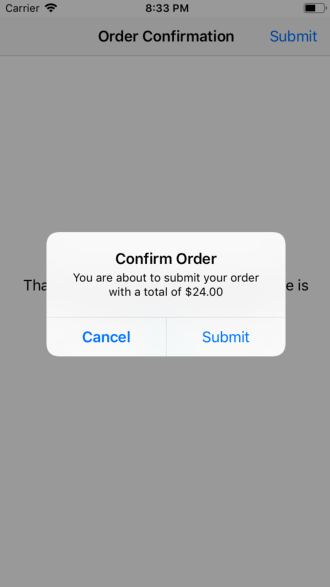 Carrier 8:33 PM
Order Confirmation Submit
Confirm Order
You are about to submit your order
with a total of $24.00
Tha e is
Cancel Submit